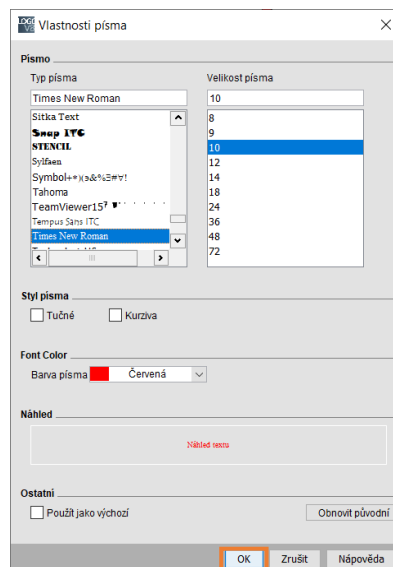 Vlastnosti písma
Písmo
Typ písma
Velikost písma
Times New Roman
10
Sitka Text
Snap ITC
STENCIL
Sylfaen
Symbol
Tahoma
TeamViewer15
Tempus Sans ITC
Times New Roman
8
9
10
12
14
18
24
36
48
72
Styl písma
Tučné
Kurziva
Font Color
Barva písma
Červená
Náhled
Náhled textu
Ostatní
Použít jako výchozí
Obnovit původní
OK
Zrušit
Nápověda